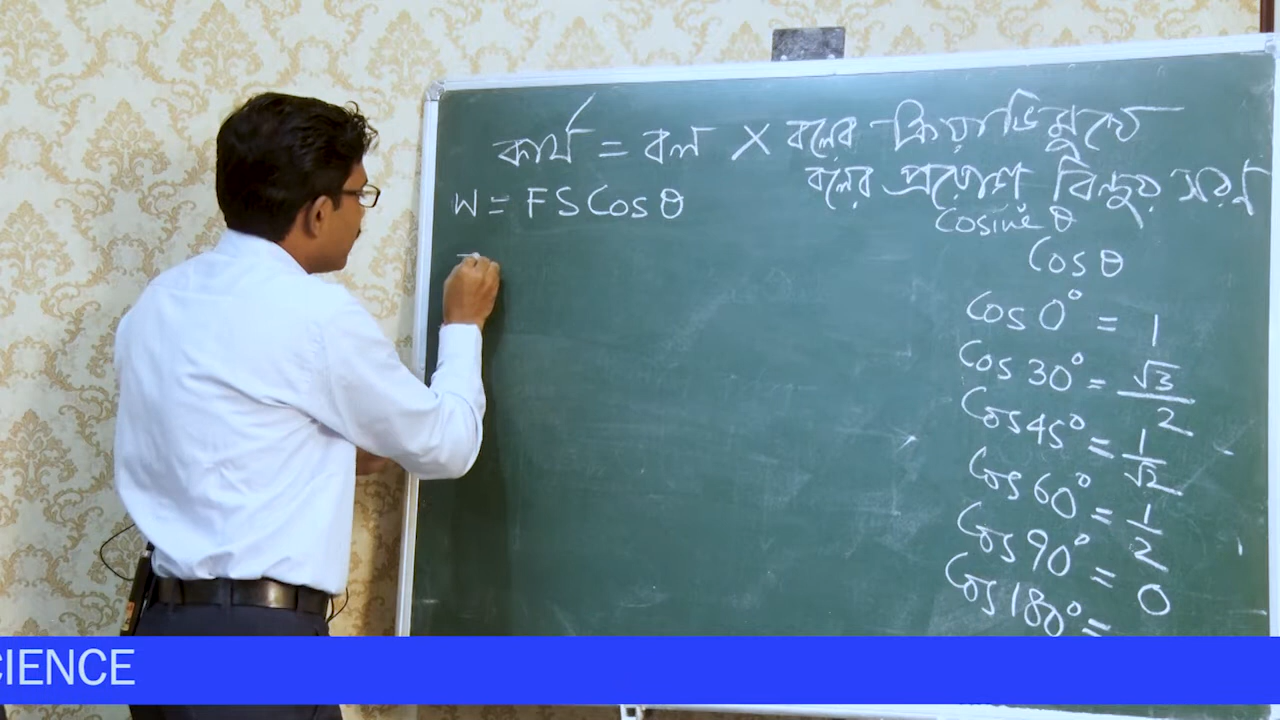 কার্য = বল × বলের ক্রিয়াভিমুখে
বলের প্রয়োগ বিন্দুর সরণ
W = FS Cos θ
Cosine θ
Cos θ
Cos 0° = 1
Cos 30° = √3/2
Cos 45° = 1/√2
Cos 60° = 1/2
Cos 90° = 0
Cos 180° =
CIENCE